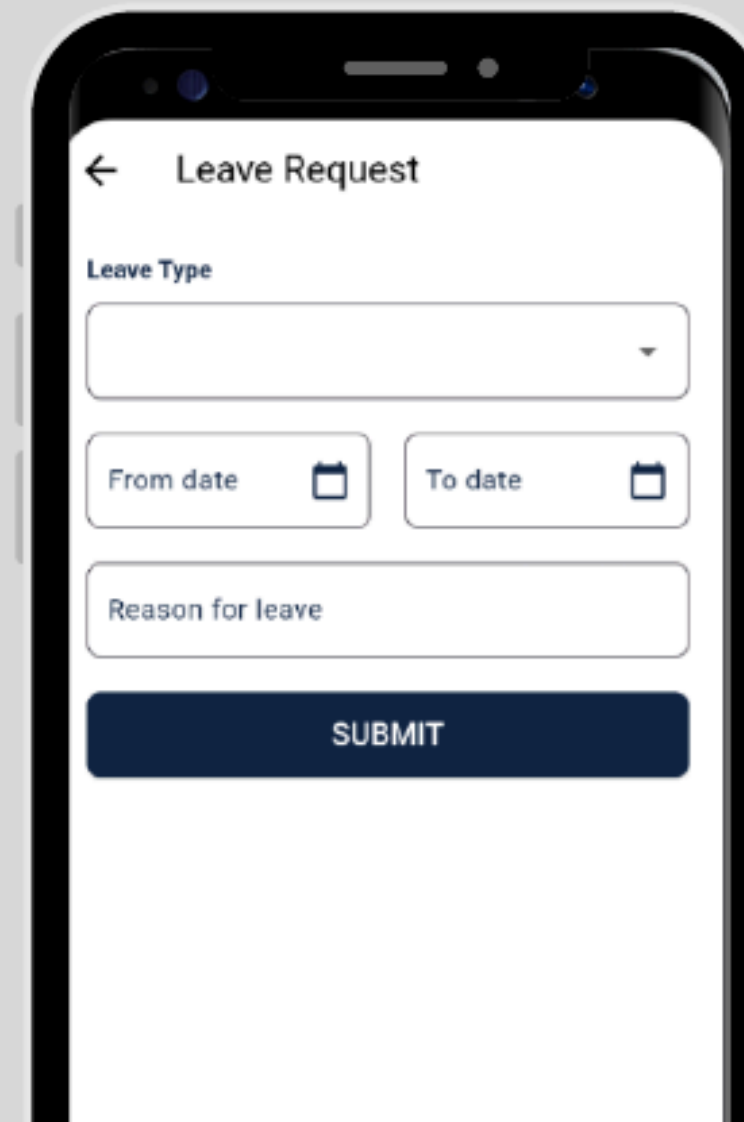 Leave Request
Leave Type
From date
To date
Reason for leave
SUBMIT